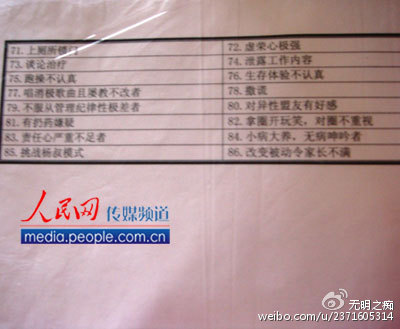 71. 上厕所锁门 72. 虚荣心极强
73. 谈论治疗 74. 泄露工作内容
75. 跑操不认真 76. 生存体验不认真
77. 唱消极歌曲且屡教不改者 78. 撒谎
79. 不服从管理纪律性极差者 80. 对异性盟友有好感
81. 有扔药嫌疑 82. 拿圈开玩笑，对圈不重视
83. 责任心严重不足者 84. 小病大养，无病呻吟者
85. 挑战杨叔模式 86. 改变被动令家长不满
人民网 传媒频道
media.people.com.cn
无明之痴
weibo.com/u/2371605314